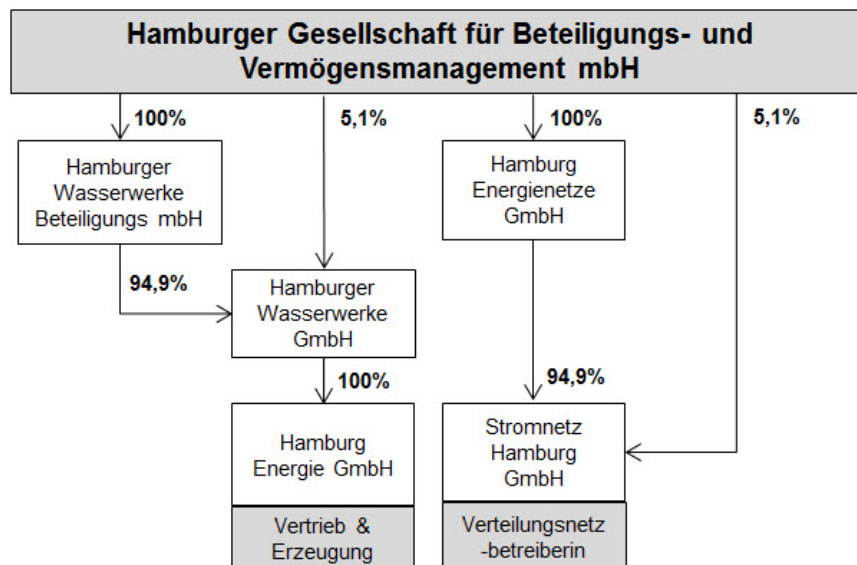 Hamburger Gesellschaft für Beteiligungs- und
Vermögensmanagement mbH
100%
5,1%
100%
5,1%
Hamburger
Wasserwerke
Beteiligungs mbH
Hamburg
Energienetze
GmbH
94,9%
Hamburger
Wasserwerke
GmbH
100%
94,9%
Hamburg
Energie GmbH
Stromnetz
Hamburg
GmbH
Vertrieb &
Erzeugung
Verteilungsnetz
-betreiberin